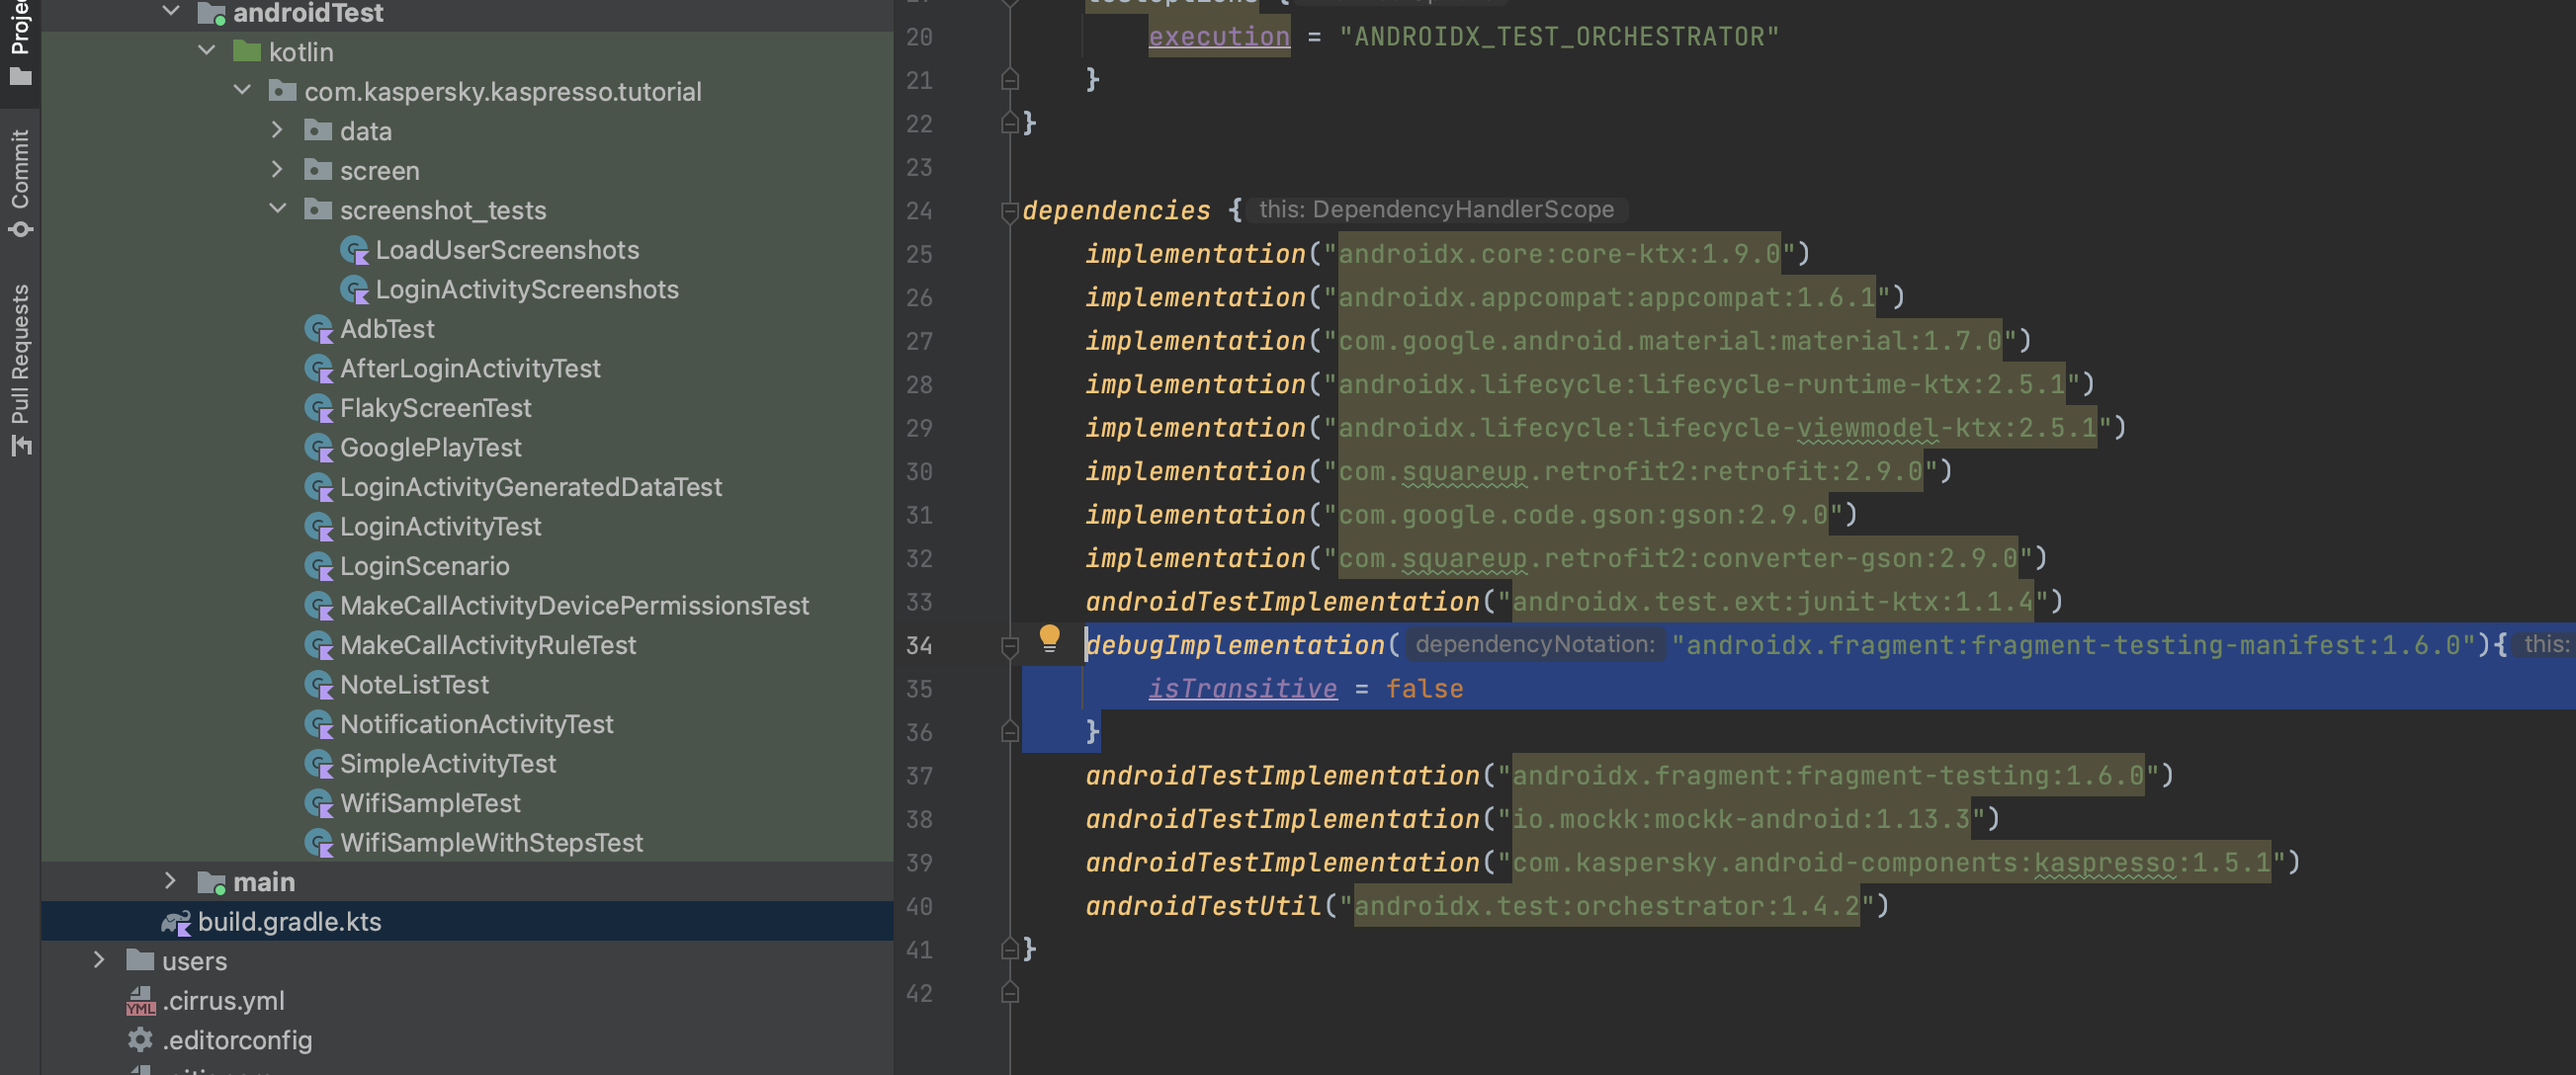 Project
Commit
Pull Requests
androidTest
kotlin
com.kaspersky.kaspresso.tutorial
data
screen
screenshot_tests
LoadUserScreenshots
LoginActivityScreenshots
AdbTest
AfterLoginActivityTest
FlakyScreenTest
GooglePlayTest
LoginActivityGeneratedDataTest
LoginActivityTest
LoginScenario
MakeCallActivityDevicePermissionsTest
MakeCallActivityRuleTest
NoteListTest
NotificationActivityTest
SimpleActivityTest
WifiSampleTest
WifiSampleWithStepsTest
main
build.gradle.kts
users
YML .cirrus.yml
.editorconfig
20 execution = "ANDROIDX_TEST_ORCHESTRATOR"
21 }
22 }
23
24 dependencies { this: DependencyHandlerScope
25 implementation("androidx.core:core-ktx:1.9.0")
26 implementation("androidx.appcompat:appcompat:1.6.1")
27 implementation("com.google.android.material:material:1.7.0")
28 implementation("androidx.lifecycle:lifecycle-runtime-ktx:2.5.1")
29 implementation("androidx.lifecycle:lifecycle-viewmodel-ktx:2.5.1")
30 implementation("com.squareup.retrofit2:retrofit:2.9.0")
31 implementation("com.google.code.gson:gson:2.9.0")
32 implementation("com.squareup.retrofit2:converter-gson:2.9.0")
33 androidTestImplementation("androidx.test.ext:junit-ktx:1.1.4")
34 debugImplementation( dependencyNotation: "androidx.fragment:fragment-testing-manifest:1.6.0"){ this:
35 isTransitive = false
36 }
37 androidTestImplementation("androidx.fragment:fragment-testing:1.6.0")
38 androidTestImplementation("io.mockk:mockk-android:1.13.3")
39 androidTestImplementation("com.kaspersky.android-components:kaspresso:1.5.1")
40 androidTestUtil("androidx.test:orchestrator:1.4.2")
41 }
42